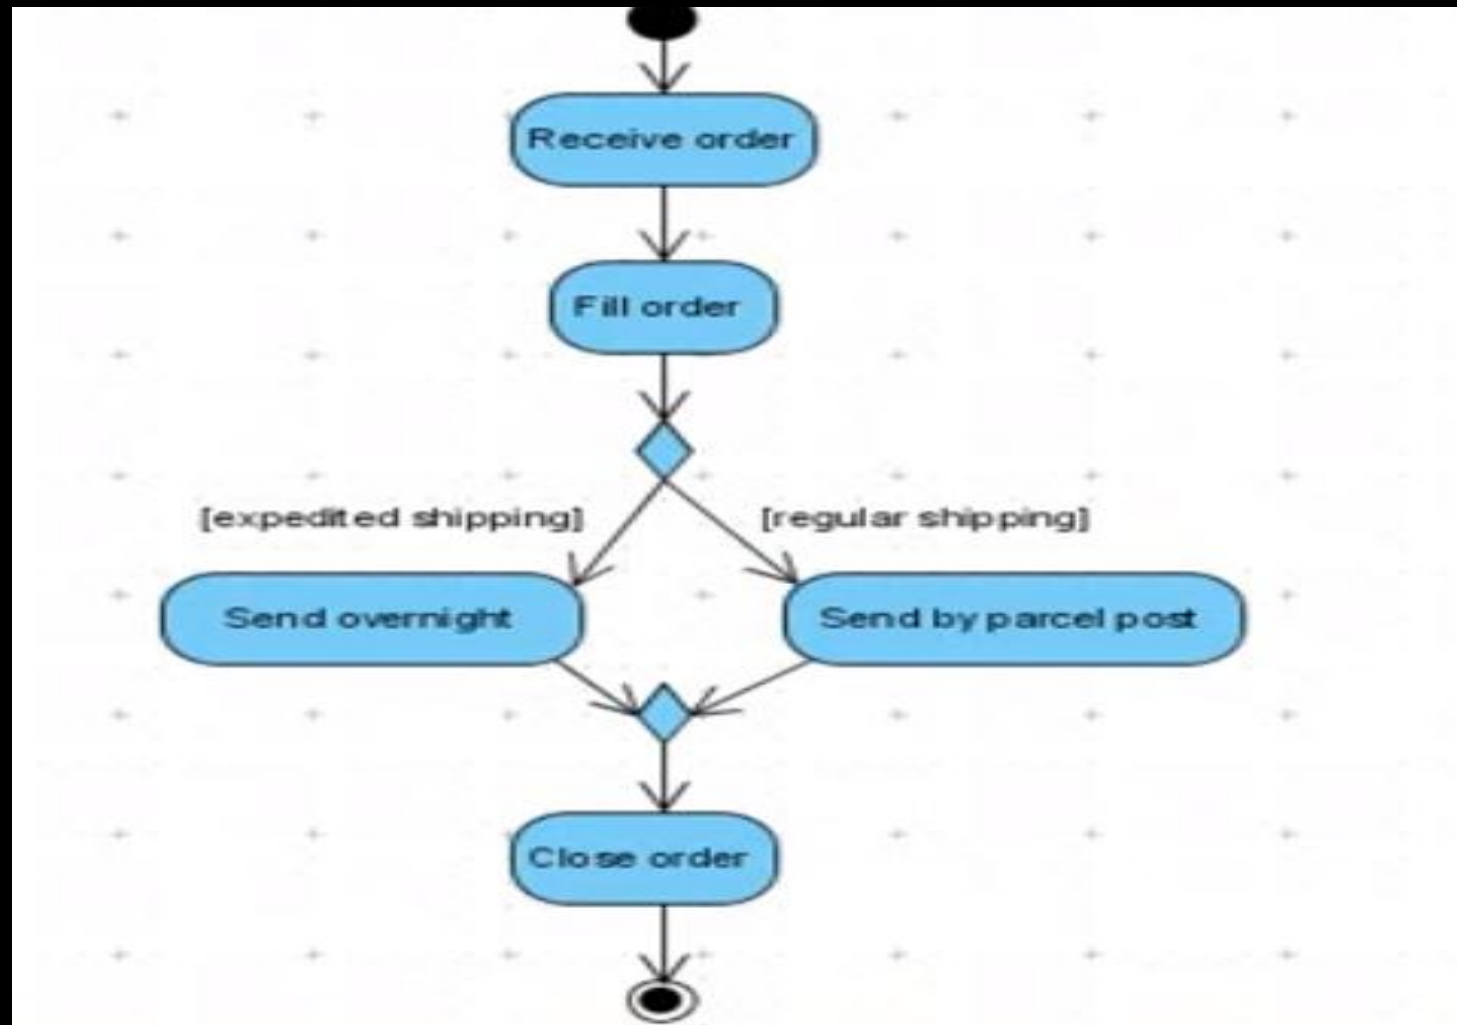 Receive order
Fill order
[expedited shipping]
[regular shipping]
Send overnight
Send by parcel post
Close order